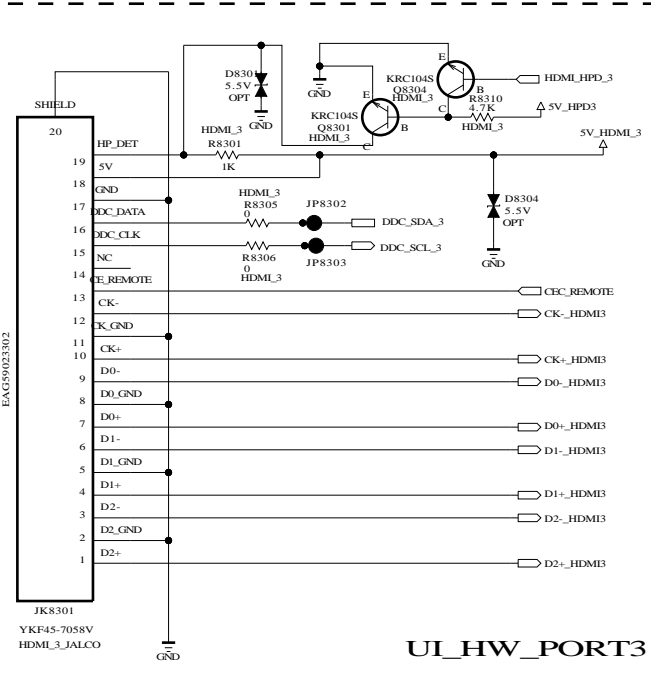 D8301
5.5V
OPT
GND
GND
E
KRC104S
Q8304
HDMI_3
B
C
HDMI_HPD_3
E
KRC104S
Q8301
HDMI_3
B
C
R8310
4.7K
HDMI_3
5V_HPD3
5V_HDMI_3
SHIELD
20
HDMI_3
R8301
1K
HP_DET
19
5V
18
GND
17
DDC_DATA
16
DDC_CLK
15
NC
14
CE_REMOTE
13
CK-
12
CK_GND
11
CK+
10
D0-
9
D0_GND
8
D0+
7
D1-
6
D1_GND
5
D1+
4
D2-
3
D2_GND
2
D2+
1
HDMI_3
R8305
0
JP8302
DDC_SDA_3
R8306
0
HDMI_3
JP8303
DDC_SCL_3
D8304
5.5V
OPT
GND
CEC_REMOTE
CK-_HDMI3
CK+_HDMI3
D0-_HDMI3
D0+_HDMI3
D1-_HDMI3
D1+_HDMI3
D2-_HDMI3
D2+_HDMI3
EAG59023302
JK8301
YKF45-7058V
HDMI_3_JALCO
GND
UI_HW_PORT3